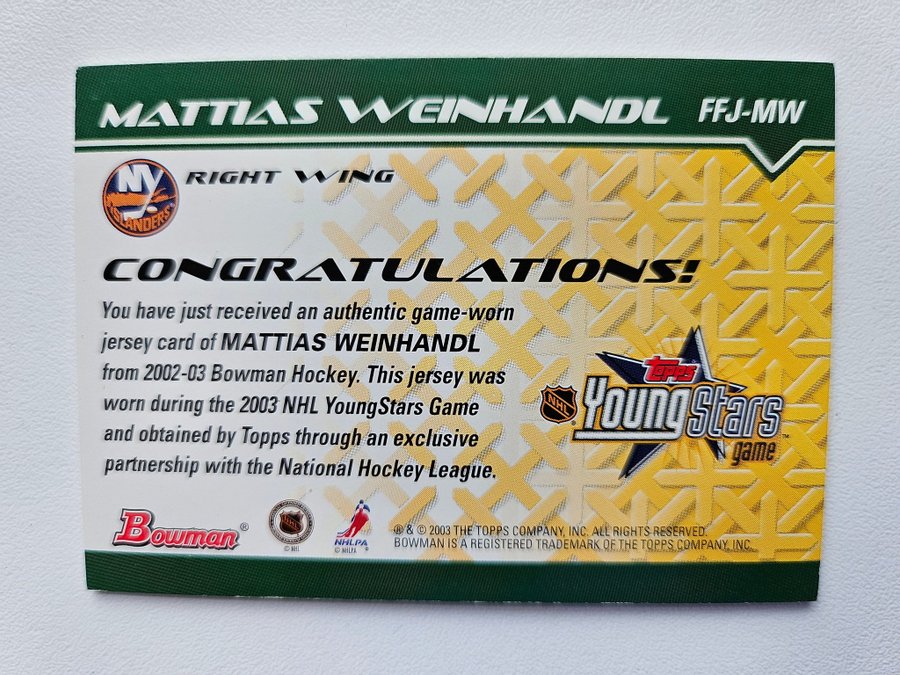 MATTIAS WEINHANDL FFJ-MW
NY
ISLANDERS
RIGHT WING
CONGRATULATIONS!
You have just received an authentic game-worn
jersey card of MATTIAS WEINHANDL
from 2002-03 Bowman Hockey. This jersey was
worn during the 2003 NHL YoungStars Game
and obtained by Topps through an exclusive
partnership with the National Hockey League.
topps
NHL
YoungStars
game™
Bowman®
© NHL
NHLPA
© NHLPA ®
® & © 2003 THE TOPPS COMPANY, INC. ALL RIGHTS RESERVED.
BOWMAN IS A REGISTERED TRADEMARK OF THE TOPPS COMPANY, INC.